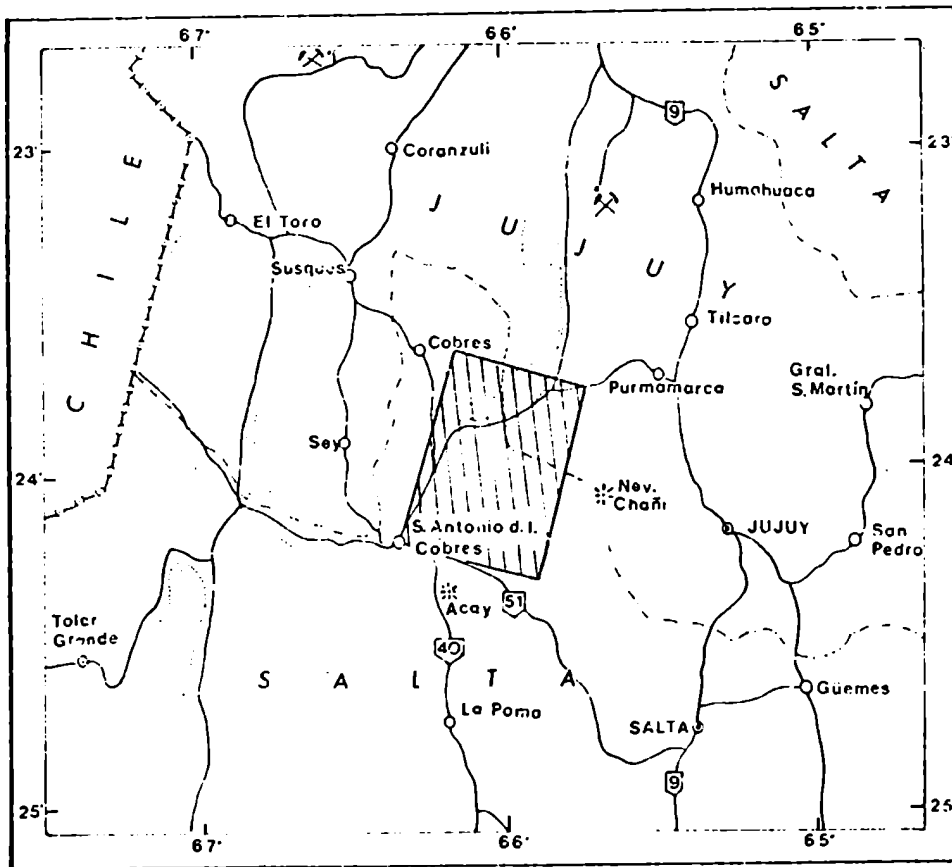 67° 66° 65°
S A L T A
9
23° 23°
Coranzuli
CHILE
Humahuaca
JUJUY
El Toro
Susques
Tilcara
Cobres
Gral.
S. Martín
Purmamarca
Sey
24° 24°
Nev.
Chañi
S. Antonio d. l.
Cobres
JUJUY
San
Pedro
Acay
51
Tolar
Grande
40
S A L T A
Güemes
La Poma
SALTA
9
25° 25°
67° 66° 65°